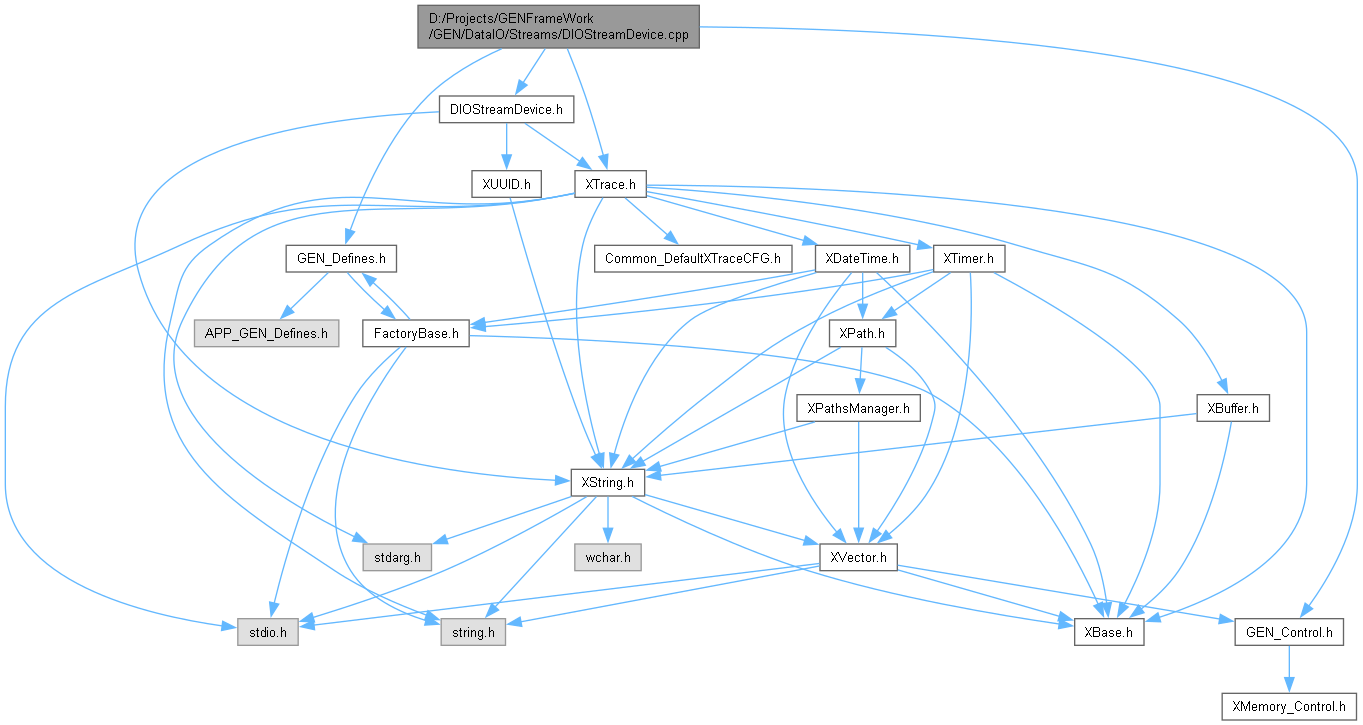 D:/Projects/GENFrameWork
/GEN/DataIO/Streams/DIOStreamDevice.cpp
DIOStreamDevice.h
XUUID.h
XTrace.h
GEN_Defines.h
Common_DefaultXTraceCFG.h
XDateTime.h
XTimer.h
APP_GEN_Defines.h
FactoryBase.h
XPath.h
XPathsManager.h
XBuffer.h
XString.h
stdarg.h
wchar.h
XVector.h
stdio.h
string.h
XBase.h
GEN_Control.h
XMemory_Control.h